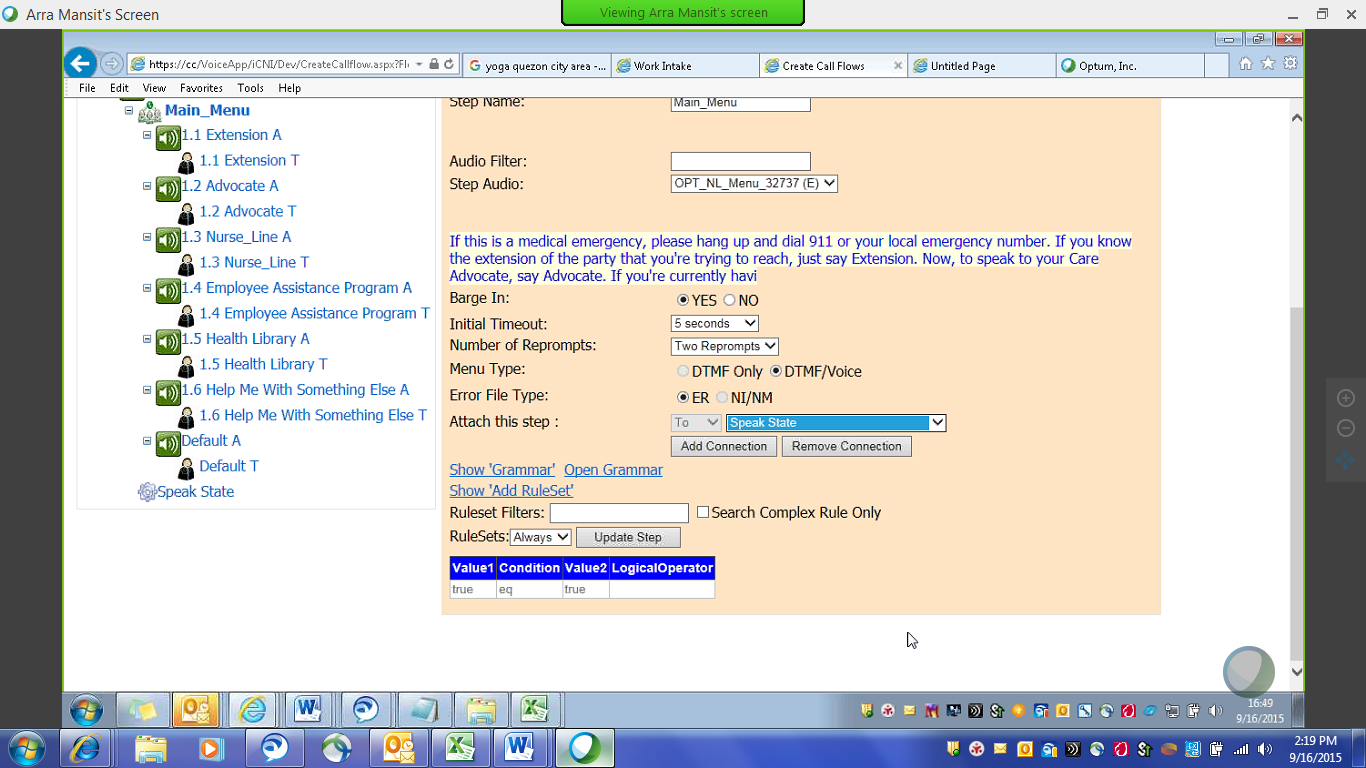 Arra Mansit's Screen
Viewing Arra Mansit's screen
https://cc/VoiceApp/iCNI/Dev/CreateCallflow.aspx?Fl
yoga quezon city area -...
Work Intake
Create Call Flows
Untitled Page
Optum, Inc.
File Edit View Favorites Tools Help
Main_Menu
1.1 Extension A
1.1 Extension T
1.2 Advocate A
1.2 Advocate T
1.3 Nurse_Line A
1.3 Nurse_Line T
1.4 Employee Assistance Program A
1.4 Employee Assistance Program T
1.5 Health Library A
1.5 Health Library T
1.6 Help Me With Something Else A
1.6 Help Me With Something Else T
Default A
Default T
Speak State
Step Name: Main_Menu
Audio Filter:
Step Audio: OPT_NL_Menu_32737 (E)
If this is a medical emergency, please hang up and dial 911 or your local emergency number. If you know
the extension of the party that you're trying to reach, just say Extension. Now, to speak to your Care
Advocate, say Advocate. If you're currently havi
Barge In: YES NO
Initial Timeout: 5 seconds
Number of Reprompts: Two Reprompts
Menu Type: DTMF Only DTMF/Voice
Error File Type: ER NI/NM
Attach this step : To Speak State
Add Connection Remove Connection
Show 'Grammar' Open Grammar
Show 'Add RuleSet'
Ruleset Filters: Search Complex Rule Only
RuleSets: Always Update Step
Value1 Condition Value2 LogicalOperator
true eq true
16:49
9/16/2015
2:19 PM
9/16/2015